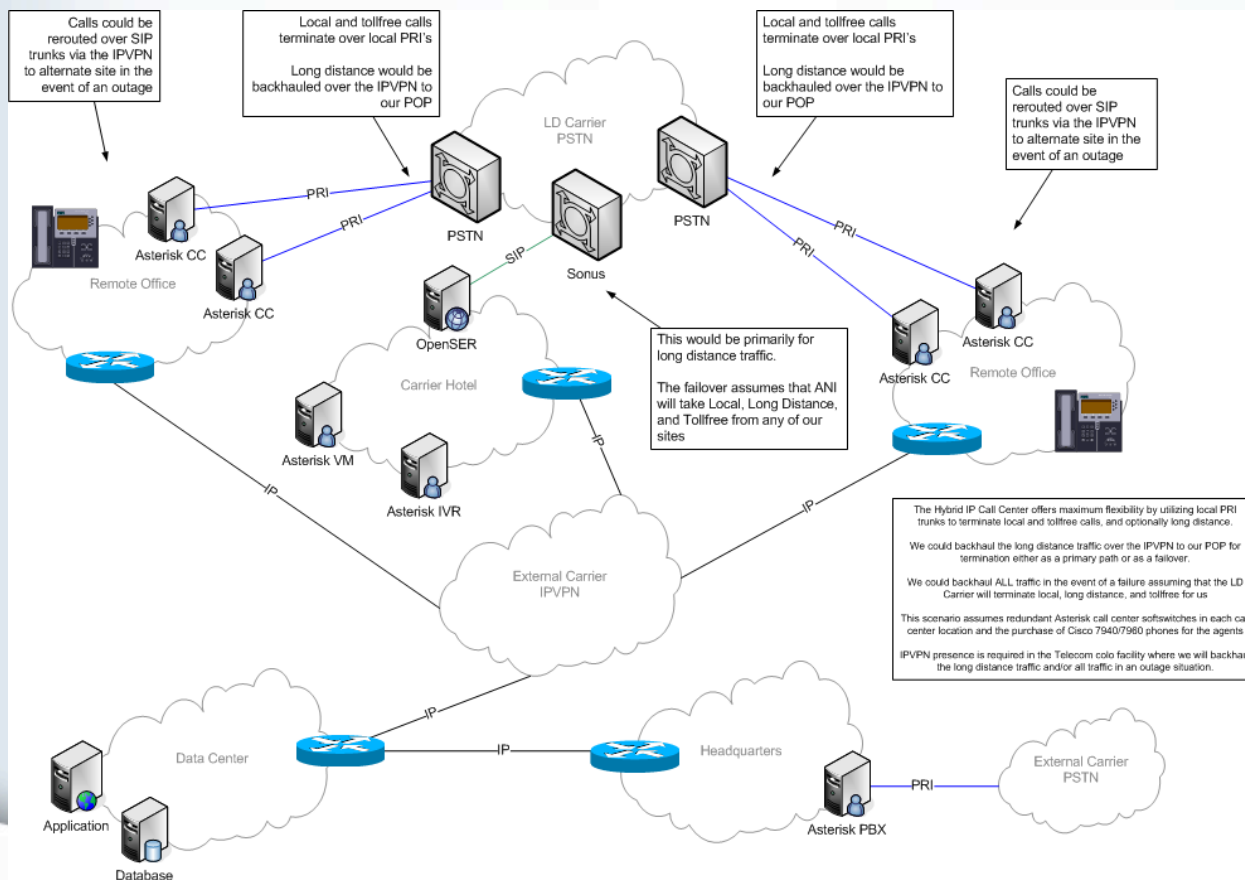 Calls could be
rerouted over SIP
trunks via the IPVPN
to alternate site in the
event of an outage
Local and tollfree calls
terminate over local PRI's
Long distance would be
backhauled over the IPVPN to
our POP
Local and tollfree calls
terminate over local PRI's
Long distance would be
backhauled over the IPVPN to
our POP
Calls could be
rerouted over SIP
trunks via the IPVPN
to alternate site in the
event of an outage
LD Carrier
PSTN
PSTN
PSTN
Sonus
PRI
PRI
PRI
PRI
SIP
Asterisk CC
Asterisk CC
Remote Office
OpenSER
Carrier Hotel
Asterisk VM
Asterisk IVR
This would be primarily for
long distance traffic.
The failover assumes that ANI
will take Local, Long Distance,
and Tollfree from any of our
sites
Asterisk CC
Asterisk CC
Remote Office
IP
IP
IP
External Carrier
IPVPN
The Hybrid IP Call Center offers maximum flexibility by utilizing local PRI
trunks to terminate local and tollfree calls, and optionally long distance.
We could backhaul the long distance traffic over the IPVPN to our POP for
termination either as a primary path or as a failover.
We could backhaul ALL traffic in the event of a failure assuming that the LD
Carrier will terminate local, long distance, and tollfree for us
This scenario assumes redundant Asterisk call center softswitches in each ca
center location and the purchase of Cisco 7940/7960 phones for the agents
IPVPN presence is required in the Telecom colo facility where we will backhau
the long distance traffic and/or all traffic in an outage situation.
IP
Data Center
IP
Headquarters
Application
Database
Asterisk PBX
PRI
External Carrier
PSTN